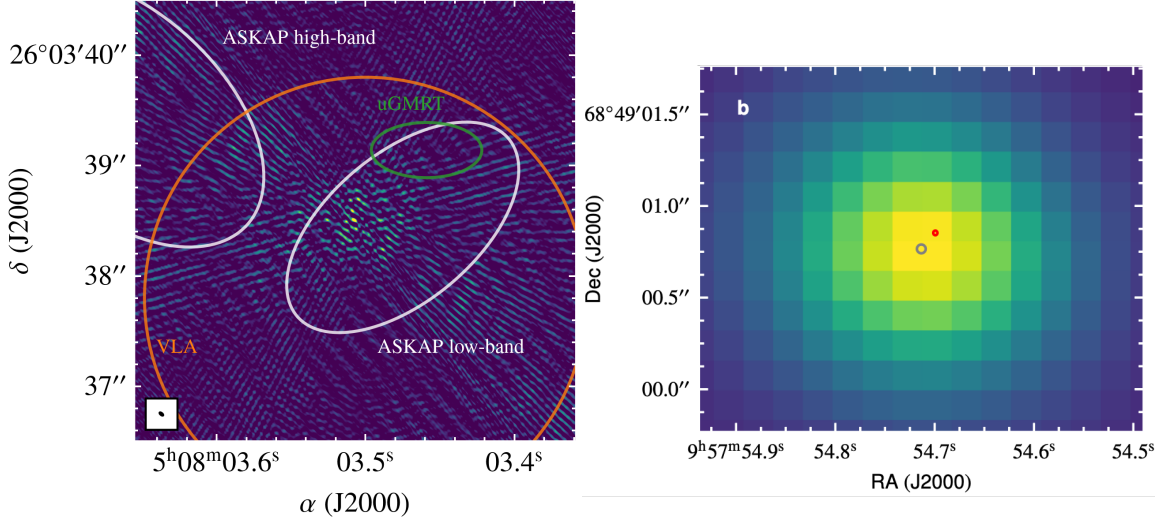 ASKAP high-band
26°03′40″
uGMRT
39″
δ (J2000)
38″
VLA
ASKAP low-band
37″
5ʰ08ᵐ03.6ˢ
03.5ˢ
03.4ˢ
α (J2000)
b
68°49′01.5″
01.0″
Dec (J2000)
00.5″
00.0″
9ʰ57ᵐ54.9ˢ
54.8ˢ
54.7ˢ
54.6ˢ
54.5ˢ
RA (J2000)